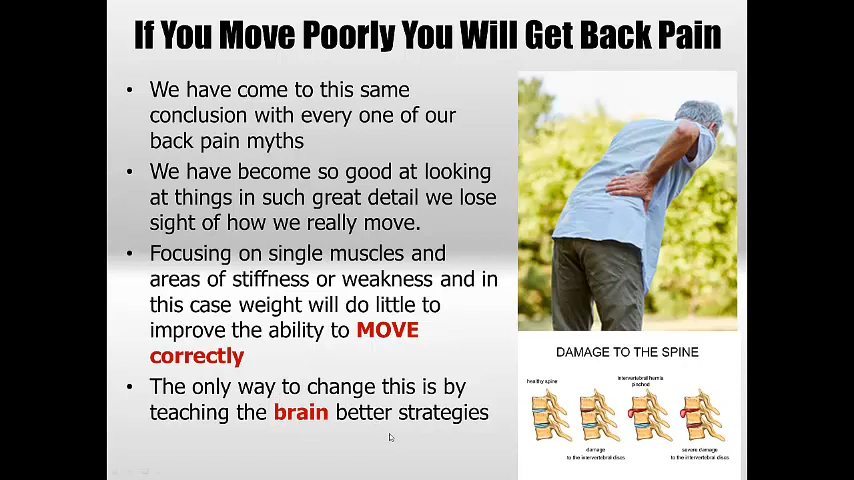 If You Move Poorly You Will Get Back Pain
• We have come to this same
conclusion with every one of our
back pain myths
• We have become so good at looking
at things in such great detail we lose
sight of how we really move.
• Focusing on single muscles and
areas of stiffness or weakness and in
this case weight will do little to
improve the ability to MOVE
correctly
• The only way to change this is by
teaching the brain better strategies
DAMAGE TO THE SPINE
healthy spine
intervertebral hernia
pinched
damage
to the intervertebral discs
severe damage
to the intervertebral discs